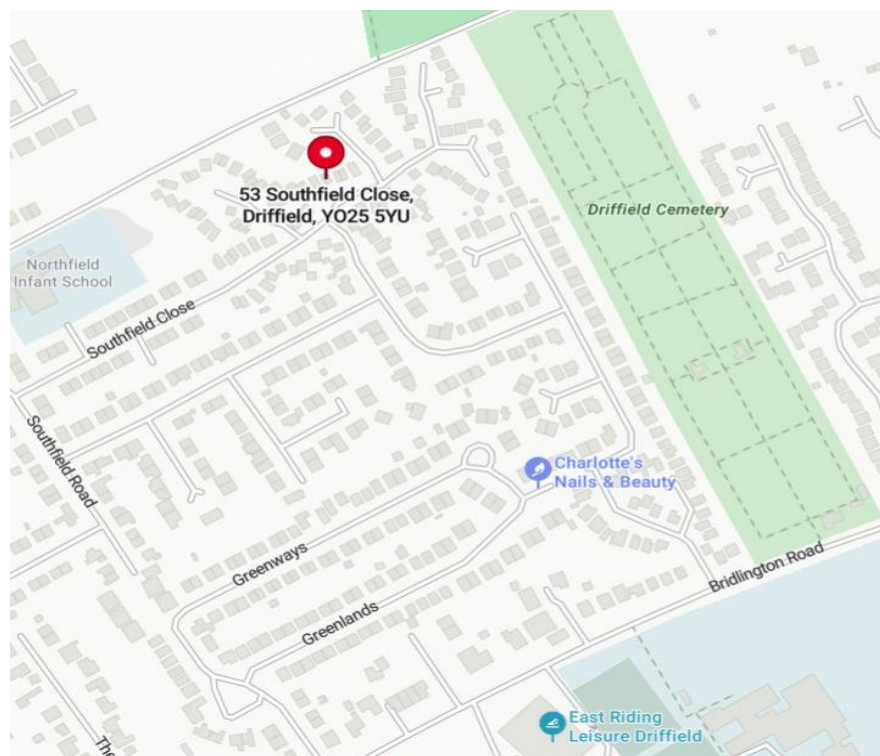 53 Southfield Close,
Driffield, YO25 5YU
Driffield Cemetery
Northfield
Infant School
Southfield Close
Southfield Road
Charlotte's
Nails & Beauty
Greenways
Bridlington Road
Greenlands
East Riding
Leisure Driffield
The